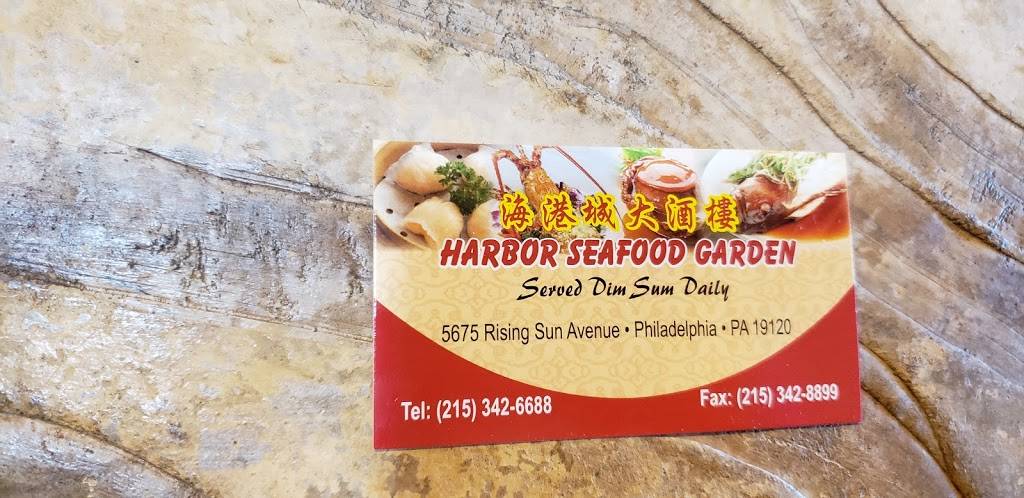 海港城大酒樓
HARBOR SEAFOOD GARDEN
Served Dim Sum Daily
5675 Rising Sun Avenue • Philadelphia • PA 19120
Tel: (215) 342-6688
Fax: (215) 342-8899